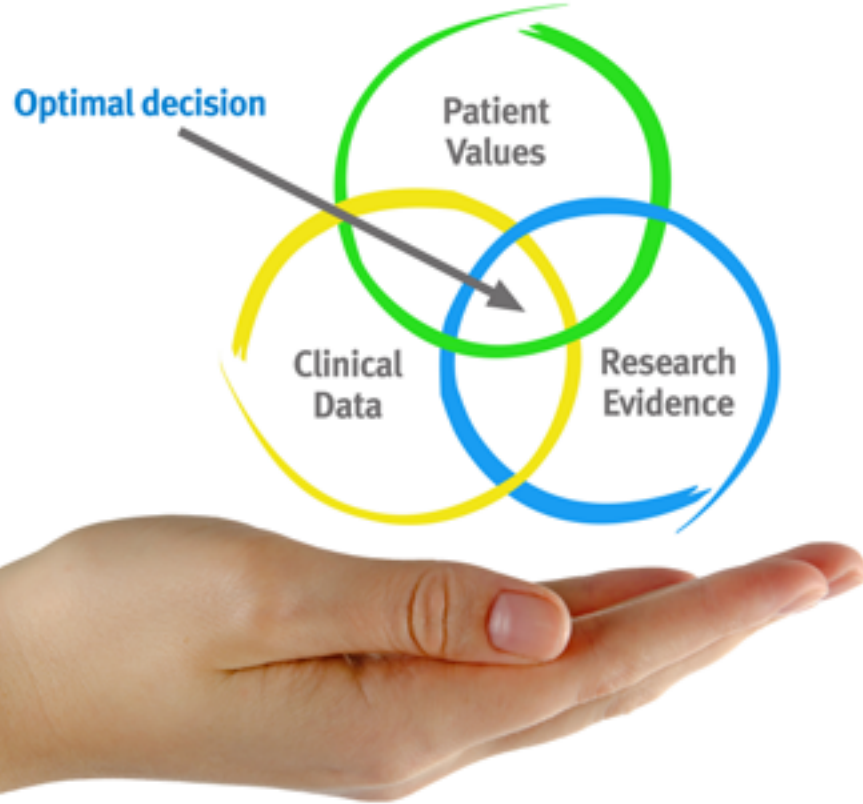 Optimal decision
Patient
Values
Clinical
Data
Research
Evidence